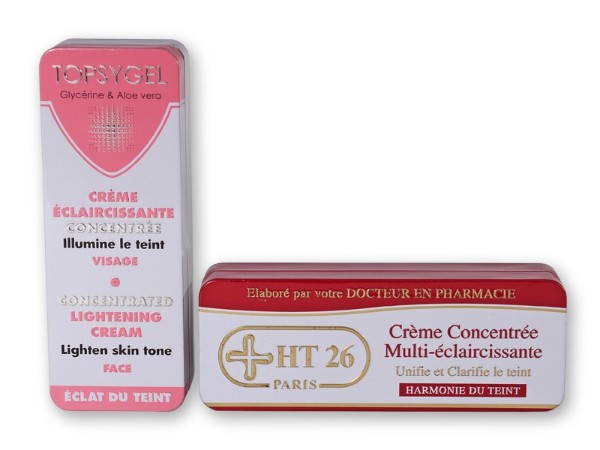 TOPSYGEL
Glycérine & Aloe vera
CRÈME
ÉCLAIRCISSANTE
CONCENTRÉE
Illumine le teint
VISAGE
CONCENTRATED
LIGHTENING
CREAM
Lighten skin tone
FACE
ÉCLAT DU TEINT
Elaboré par votre DOCTEUR EN PHARMACIE
HT 26
PARIS
Crème Concentrée
Multi-éclaircissante
Unifie et Clarifie le teint
HARMONIE DU TEINT